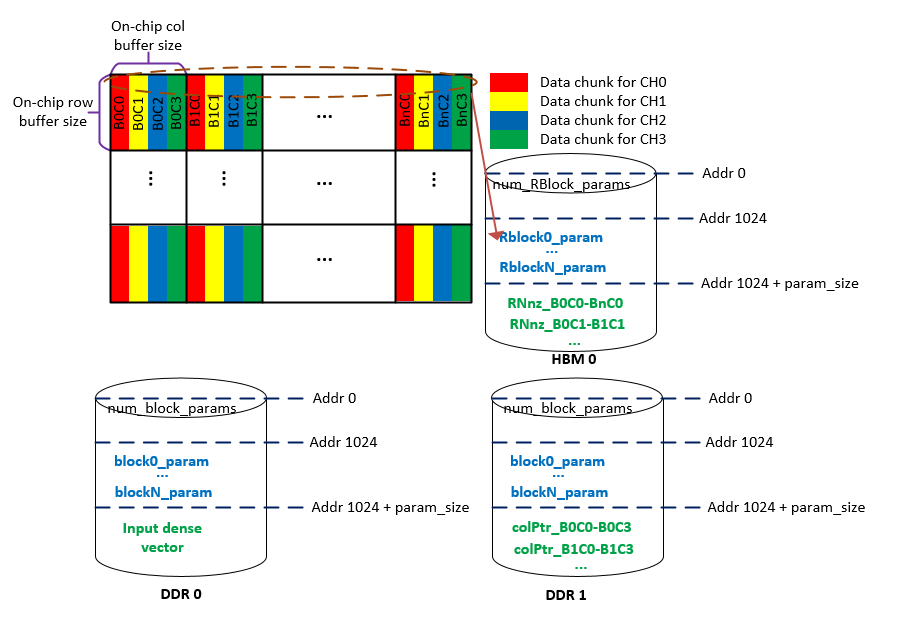 On-chip col
buffer size
On-chip row
buffer size
B0C0
B0C1
B0C2
B0C3
B1C0
B1C1
B1C2
B1C3
...
BnC0
BnC1
BnC2
BnC3
...
...
...
...
...
Data chunk for CH0
Data chunk for CH1
Data chunk for CH2
Data chunk for CH3
num_RBlock_params
Addr 0
Addr 1024
Rblock0_param
...
RblockN_param
Addr 1024 + param_size
RNnz_B0C0-BnC0
RNnz_B0C1-B1C1
...
HBM 0
num_block_params
Addr 0
Addr 1024
block0_param
...
blockN_param
Addr 1024 + param_size
Input dense
vector
DDR 0
num_block_params
Addr 0
Addr 1024
block0_param
...
blockN_param
Addr 1024 + param_size
colPtr_B0C0-B0C3
colPtr_B1C0-B1C3
...
DDR 1